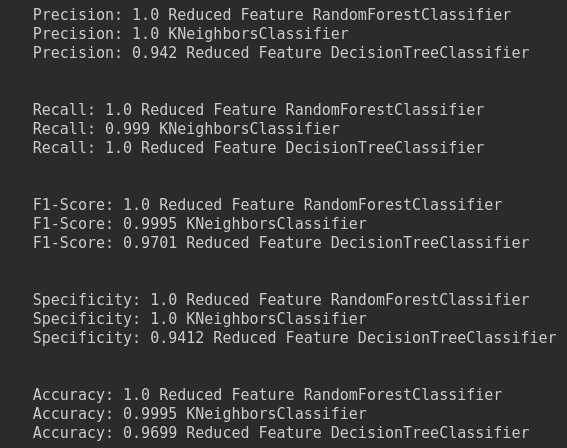 Precision: 1.0 Reduced Feature RandomForestClassifier
Precision: 1.0 KNeighborsClassifier
Precision: 0.942 Reduced Feature DecisionTreeClassifier
Recall: 1.0 Reduced Feature RandomForestClassifier
Recall: 0.999 KNeighborsClassifier
Recall: 1.0 Reduced Feature DecisionTreeClassifier
F1-Score: 1.0 Reduced Feature RandomForestClassifier
F1-Score: 0.9995 KNeighborsClassifier
F1-Score: 0.9701 Reduced Feature DecisionTreeClassifier
Specificity: 1.0 Reduced Feature RandomForestClassifier
Specificity: 1.0 KNeighborsClassifier
Specificity: 0.9412 Reduced Feature DecisionTreeClassifier
Accuracy: 1.0 Reduced Feature RandomForestClassifier
Accuracy: 0.9995 KNeighborsClassifier
Accuracy: 0.9699 Reduced Feature DecisionTreeClassifier